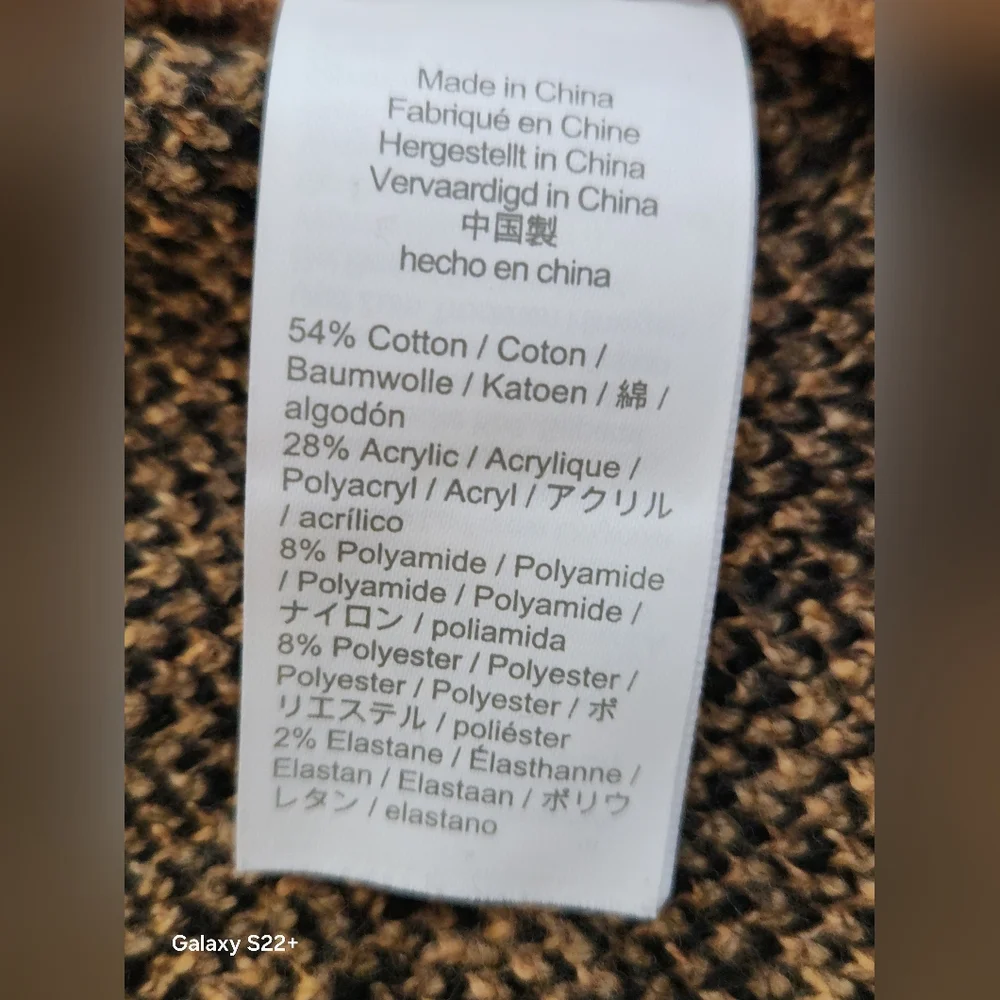 Made in China
Fabriqué en Chine
Hergestellt in China
Vervaardigd in China
中国製
hecho en china
54% Cotton / Coton /
Baumwolle / Katoen / 綿 /
algodón
28% Acrylic / Acrylique /
Polyacryl / Acryl / アクリル
/ acrílico
8% Polyamide / Polyamide
/ Polyamide / Polyamide /
ナイロン / poliamida
8% Polyester / Polyester /
Polyester / Polyester / ポ
リエステル / poliéster
2% Elastane / Élasthanne /
Elastan / Elastaan / ポリウ
レタン / elastano
Galaxy S22+